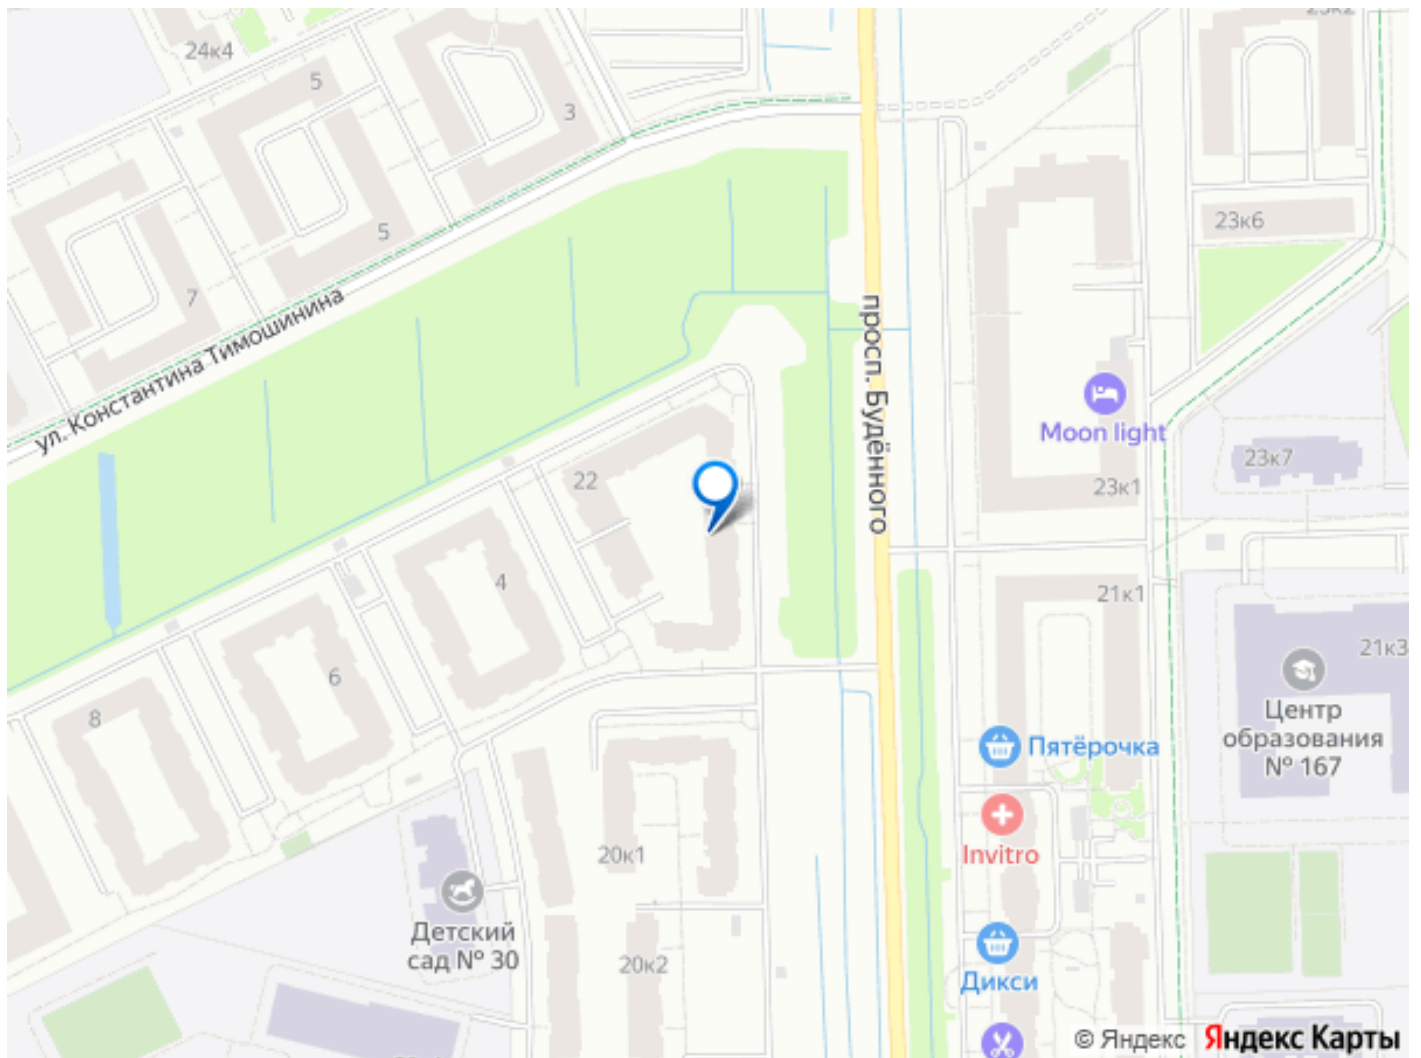 24к4
5
3
23к6
5
7
ул. Константина Тимошинина
просп. Будённого
Moon light
22
23к7
23к1
4
21к1
6
21к3
8
Центр
образования
№ 167
Пятёрочка
20к1
Invitro
Детский
сад № 30
20к2
Дикси
© Яндекс Яндекс Карты